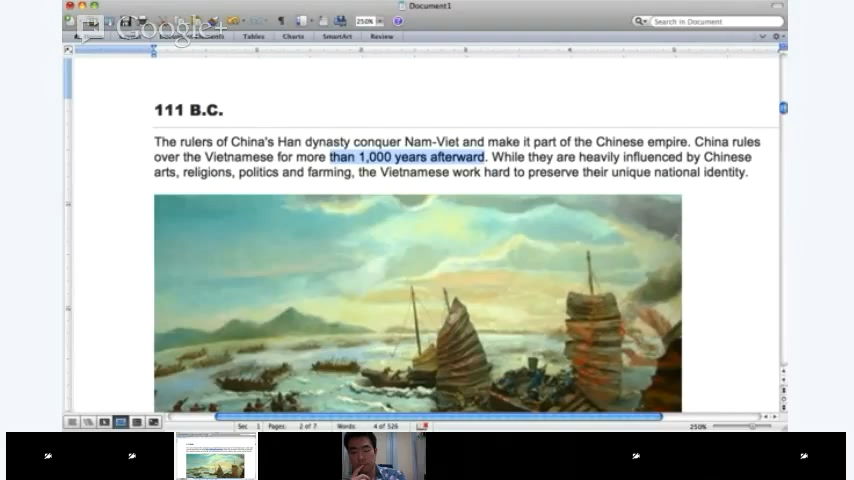 Document1
Google+
250%
Search in Document
Tables
Charts
SmartArt
Review
111 B.C.
The rulers of China's Han dynasty conquer Nam-Viet and make it part of the Chinese empire. China rules
over the Vietnamese for more than 1,000 years afterward. While they are heavily influenced by Chinese
arts, religions, politics and farming, the Vietnamese work hard to preserve their unique national identity.
Sec 1 Pages: 2 of 7 Words: 4 of 526 250%